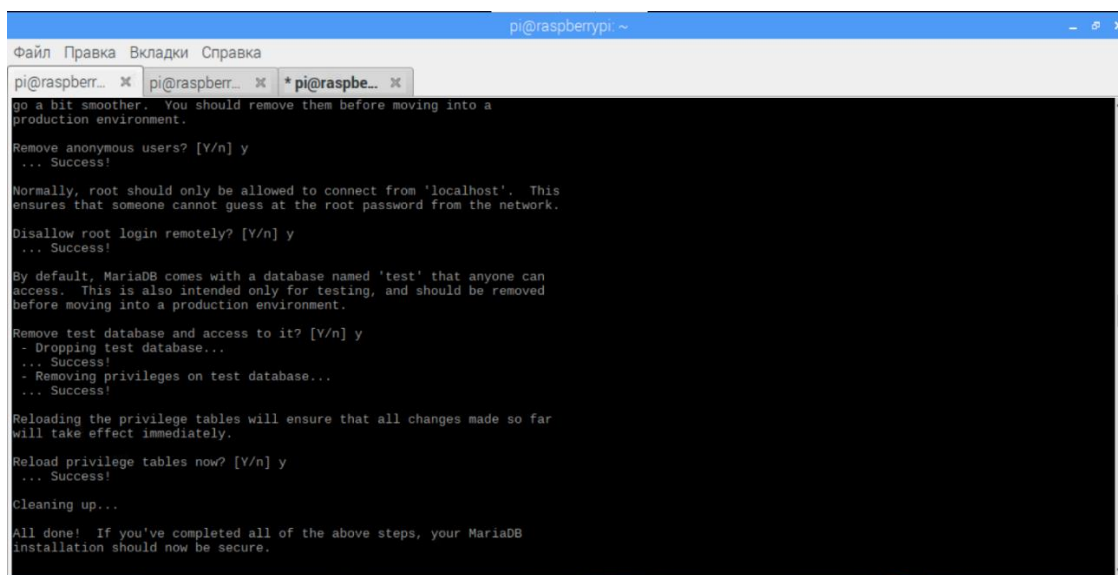 pi@raspberrypi: ~
Файл Правка Вкладки Справка
pi@raspberr... pi@raspberr... * pi@raspbe...
go a bit smoother.  You should remove them before moving into a
production environment.
Remove anonymous users? [Y/n] y
 ... Success!
Normally, root should only be allowed to connect from 'localhost'.  This
ensures that someone cannot guess at the root password from the network.
Disallow root login remotely? [Y/n] y
 ... Success!
By default, MariaDB comes with a database named 'test' that anyone can
access.  This is also intended only for testing, and should be removed
before moving into a production environment.
Remove test database and access to it? [Y/n] y
 - Dropping test database...
 ... Success!
 - Removing privileges on test database...
 ... Success!
Reloading the privilege tables will ensure that all changes made so far
will take effect immediately.
Reload privilege tables now? [Y/n] y
 ... Success!
Cleaning up...
All done!  If you've completed all of the above steps, your MariaDB
installation should now be secure.